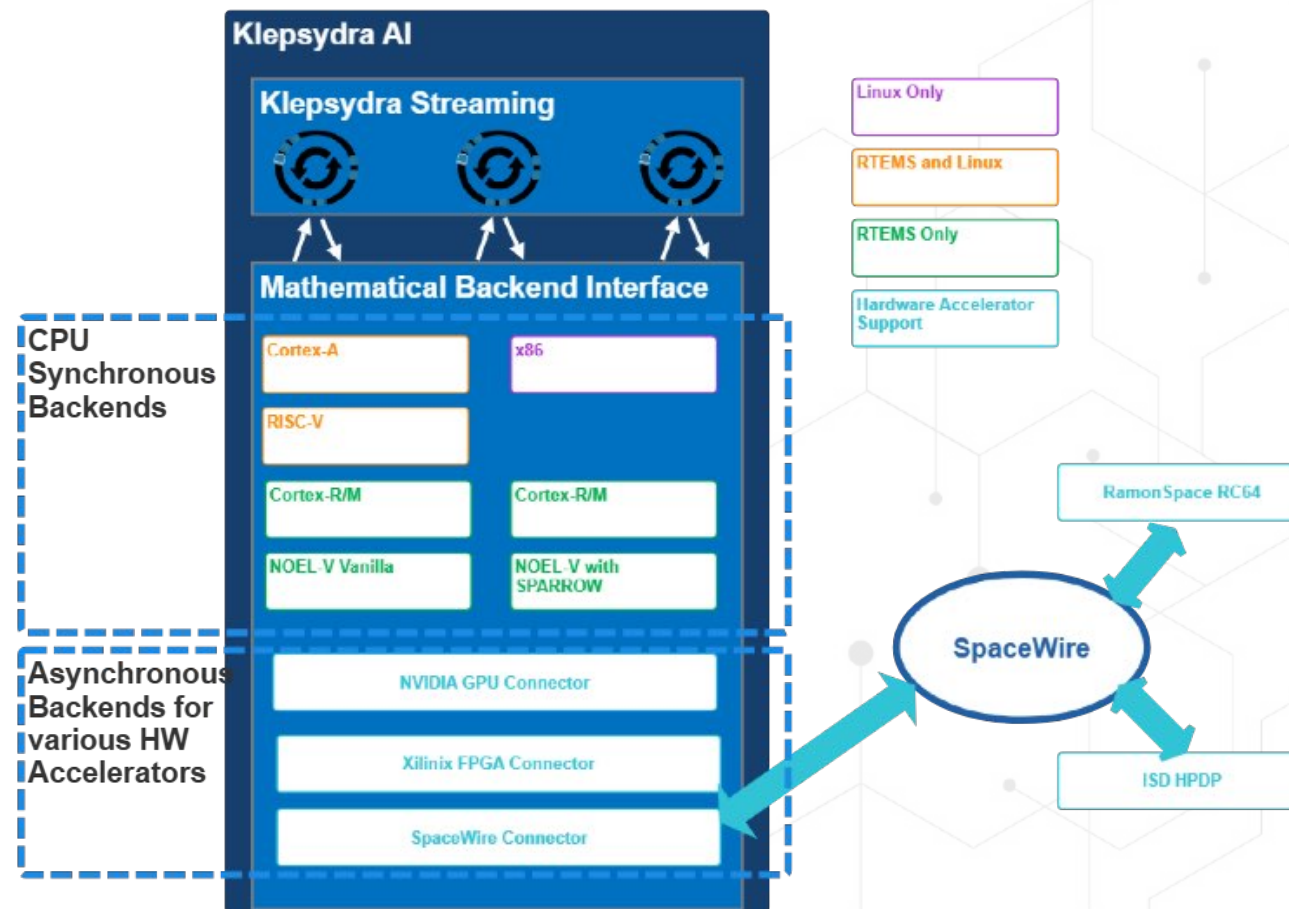 Klepsydra AI
Klepsydra Streaming
Mathematical Backend Interface
CPU
Synchronous
Backends
Cortex-A
x86
RISC-V
Cortex-R/M
Cortex-R/M
NOEL-V Vanilla
NOEL-V with
SPARROW
Asynchronous
Backends for
various HW
Accelerators
NVIDIA GPU Connector
Xilinix FPGA Connector
SpaceWire Connector
Linux Only
RTEMS and Linux
RTEMS Only
Hardware Accelerator
Support
RamonSpace RC64
SpaceWire
ISD HPDP